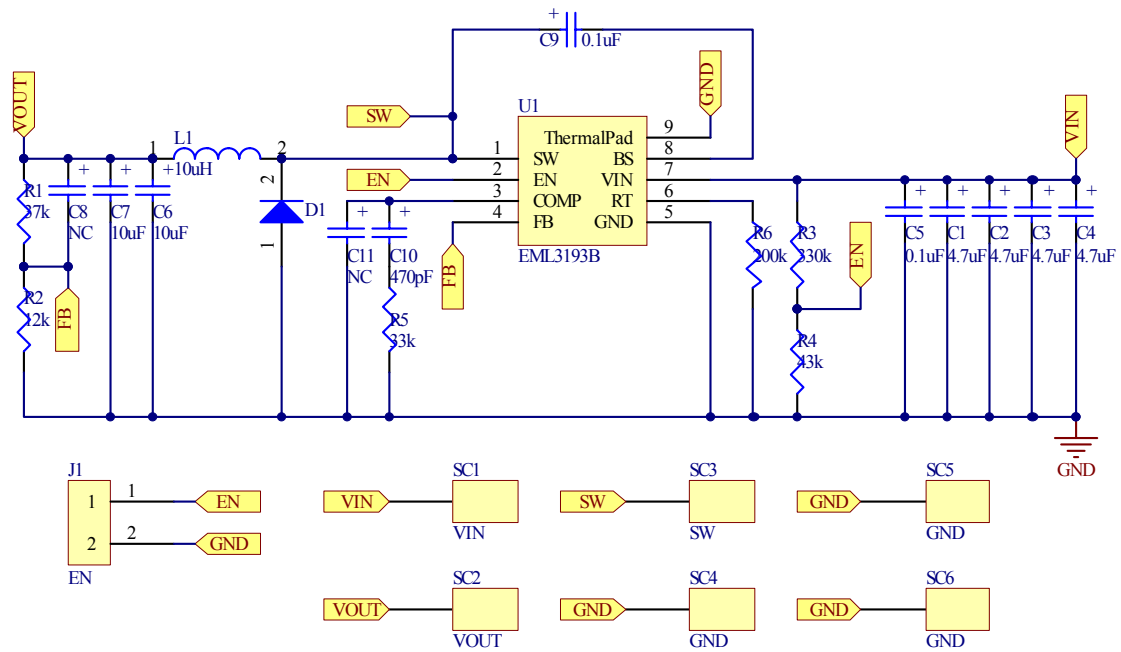 +
C9 0.1uF
VOUT
SW
U1
GND
VIN
1 L1 2
10uH
ThermalPad 9
1 SW BS 8
2 EN VIN 7
3 COMP RT 6
4 FB GND 5
EML3193B
EN
+ + +
R1
37k
C8
NC
C7
10uF
C6
10uF
2
D1
1
+ +
C11
NC
C10
470pF
FB
R6
200k
R3
330k
EN
+ + + + +
C5
0.1uF
C1
4.7uF
C2
4.7uF
C3
4.7uF
C4
4.7uF
R2
12k
FB
R5
33k
R4
43k
GND
J1
1 1 EN
2 2 GND
EN
SC1
VIN
VIN
SC3
SW
SW
SC5
GND
GND
SC2
VOUT
VOUT
SC4
GND
GND
SC6
GND
GND